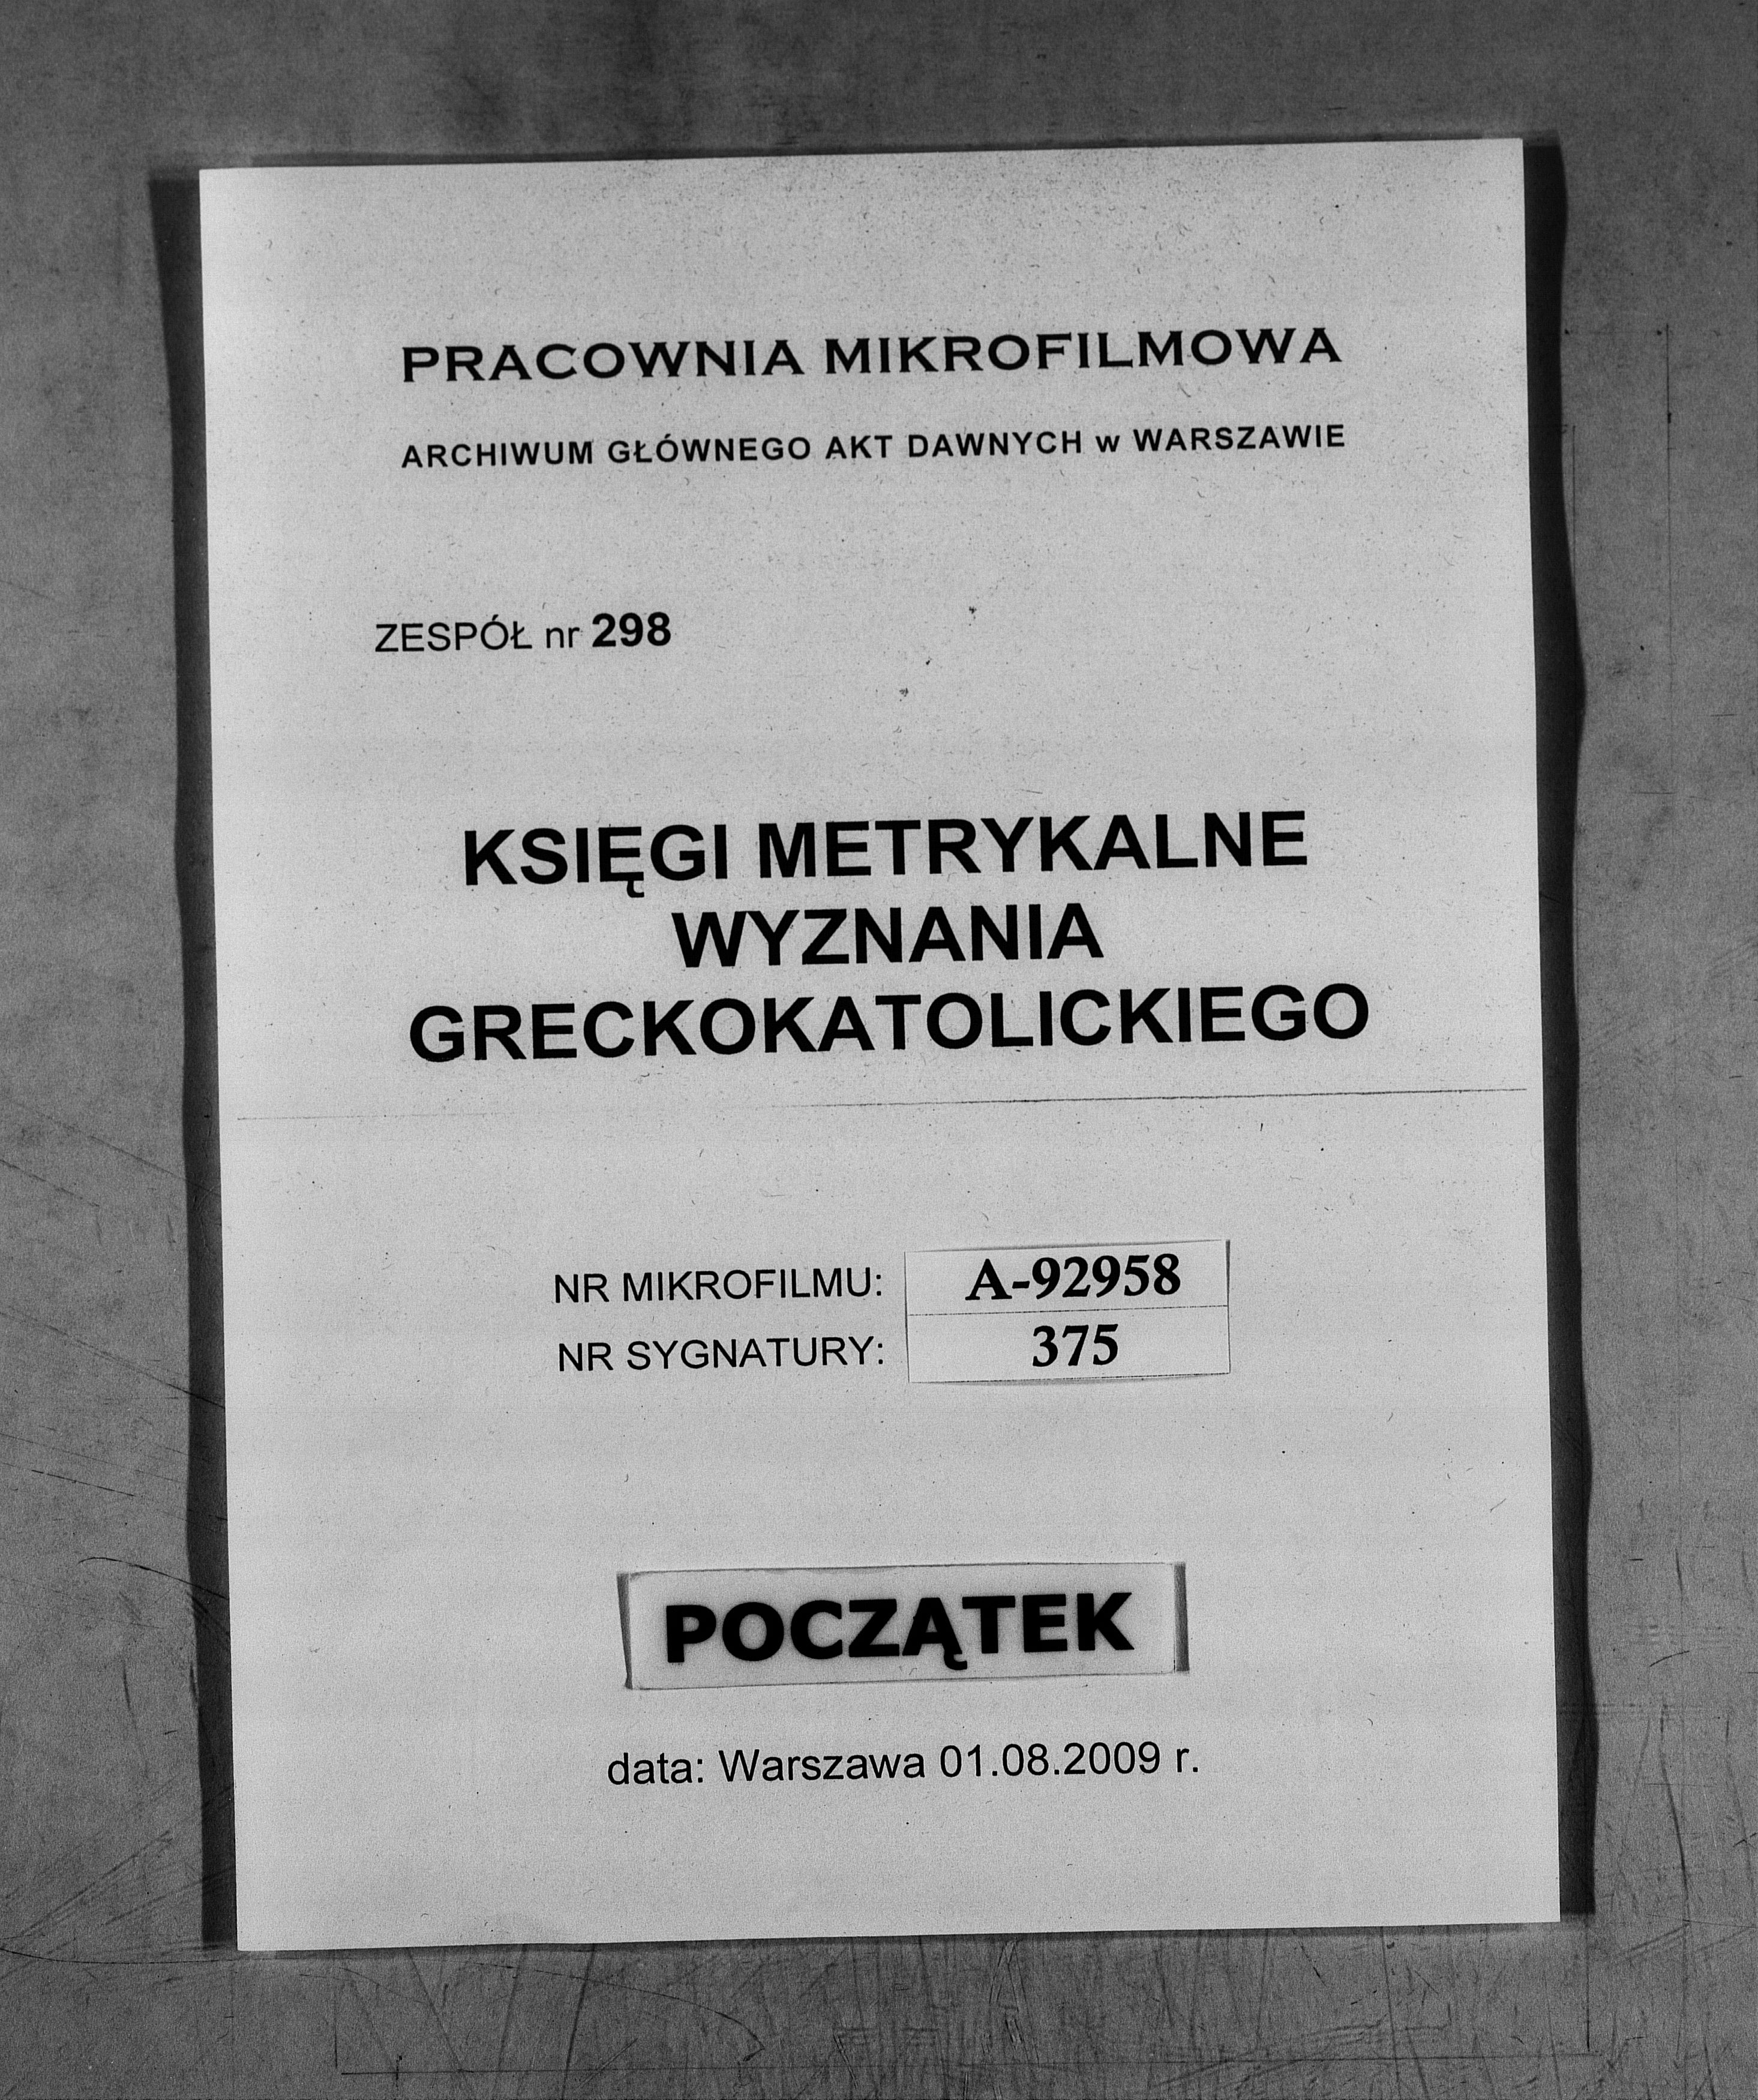 PRACOWNIA MIKROFILMOWA
ARCHIWUM GŁÓWNEGO AKT DAWNYCH w WARSZAWIE
ZESPÓŁ nr 298
KSIĘGI METRYKALNE
WYZNANIA
GRECKOKATOLICKIEGO
NR MIKROFILMU: A-92958
NR SYGNATURY: 375
POCZĄTEK
data: Warszawa 01.08.2009 r.